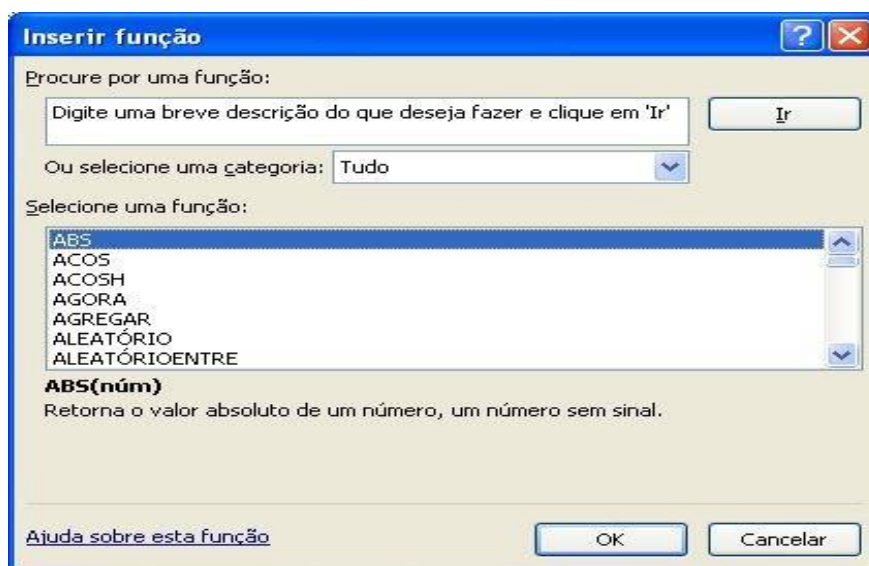 Inserir função
Procure por uma função:
Digite uma breve descrição do que deseja fazer e clique em 'Ir'
Ir
Ou selecione uma categoria: Tudo
Selecione uma função:
ABS
ACOS
ACOSH
AGORA
AGREGAR
ALEATÓRIO
ALEATÓRIOENTRE
ABS(núm)
Retorna o valor absoluto de um número, um número sem sinal.
Ajuda sobre esta função
OK
Cancelar